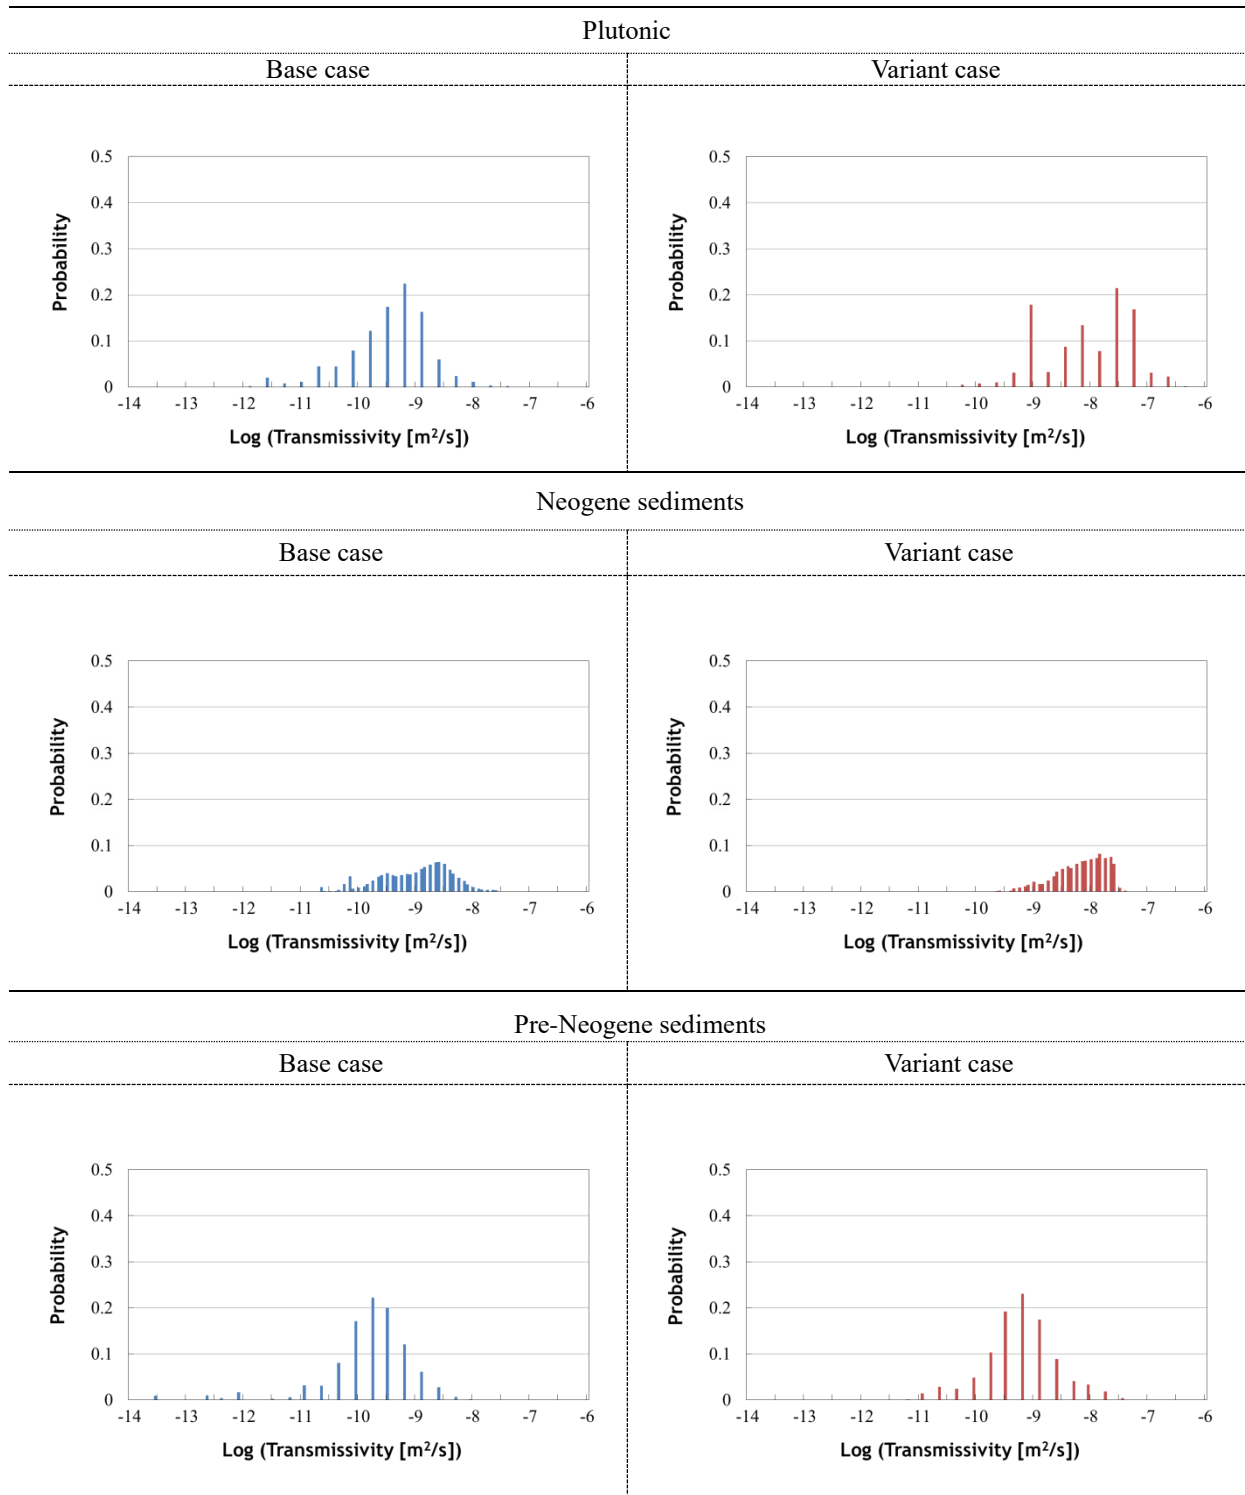 Plutonic
Base case
Variant case
0.5
0.4
0.3
0.2
0.1
0
Probability
-14 -13 -12 -11 -10 -9 -8 -7 -6
Log (Transmissivity [m²/s])
0.5
0.4
0.3
0.2
0.1
0
Probability
-14 -13 -12 -11 -10 -9 -8 -7 -6
Log (Transmissivity [m²/s])
Neogene sediments
Base case
Variant case
0.5
0.4
0.3
0.2
0.1
0
Probability
-14 -13 -12 -11 -10 -9 -8 -7 -6
Log (Transmissivity [m²/s])
0.5
0.4
0.3
0.2
0.1
0
Probability
-14 -13 -12 -11 -10 -9 -8 -7 -6
Log (Transmissivity [m²/s])
Pre-Neogene sediments
Base case
Variant case
0.5
0.4
0.3
0.2
0.1
0
Probability
-14 -13 -12 -11 -10 -9 -8 -7 -6
Log (Transmissivity [m²/s])
0.5
0.4
0.3
0.2
0.1
0
Probability
-14 -13 -12 -11 -10 -9 -8 -7 -6
Log (Transmissivity [m²/s])